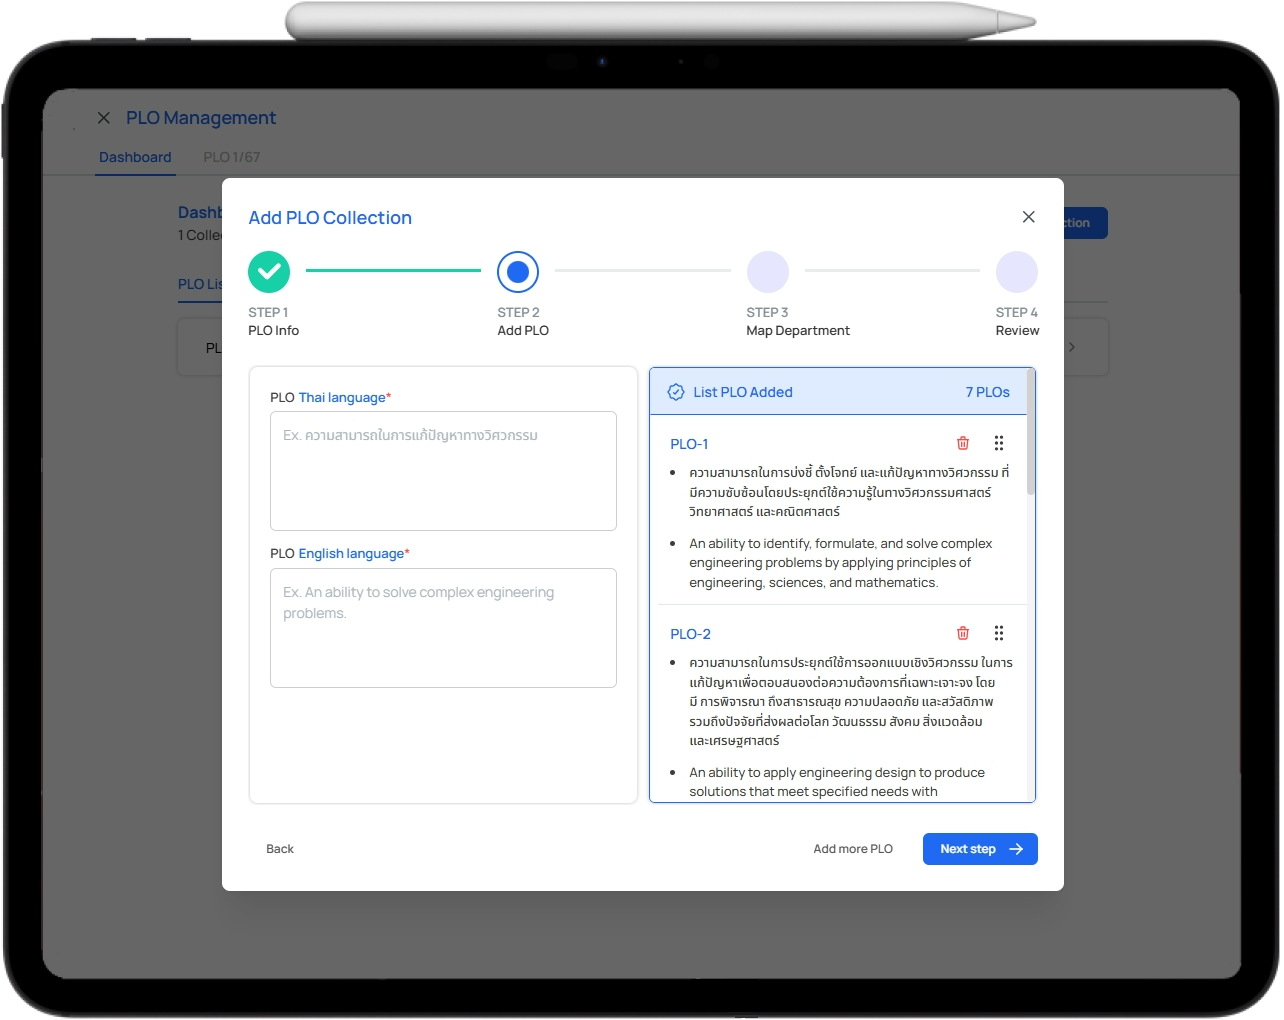 PLO Management
Dashboard
PLO 1/67
1
PLO
Add PLO Collection
STEP 1
PLO Info
STEP 2
Add PLO
STEP 3
Map Department
STEP 4
Review
PLO Thai language*
Ex. ความสามารถในการแก้ปัญหาทางวิศวกรรม
PLO English language*
Ex. An ability to solve complex engineering
problems.
List PLO Added
7 PLOs
PLO-1
ความสามารถในการบ่งชี้ ตั้งโจทย์ และแก้ปัญหาทางวิศวกรรม ที่
มีความซับซ้อนโดยประยุกต์ใช้ความรู้ในทางวิศวกรรมศาสตร์
วิทยาศาสตร์ และคณิตศาสตร์
An ability to identify, formulate, and solve complex
engineering problems by applying principles of
engineering, sciences, and mathematics.
PLO-2
ความสามารถในการประยุกต์ใช้การออกแบบเชิงวิศวกรรม ในการ
แก้ปัญหาเพื่อตอบสนองต่อความต้องการที่เฉพาะเจาะจง โดย
มี การพิจารณา ถึงสาธารณสุข ความปลอดภัย และสวัสดิภาพ
รวมถึงปัจจัยที่ส่งผลต่อโลก วัฒนธรรม สังคม สิ่งแวดล้อม
และเศรษฐศาสตร์
An ability to apply engineering design to produce
solutions that meet specified needs with
Back
Add more PLO
Next step